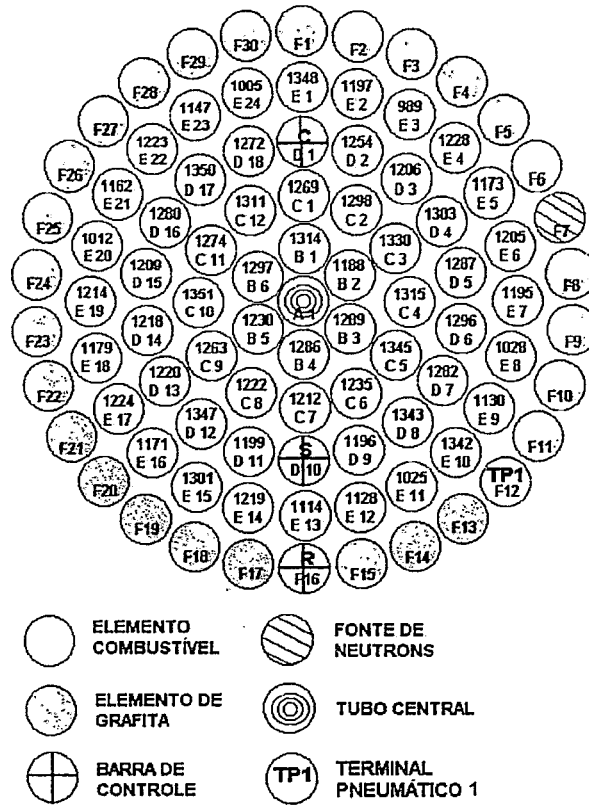 F1
F2
F3
F4
F5
F6
F7
F8
F9
F10
F11
TP1
F12
F13
F14
F15
R
F16
F17
F18
F19
F20
F21
F22
F23
F24
F25
F26
F27
F28
F29
F30
1348
E 1
1197
E 2
989
E 3
1228
E 4
1173
E 5
1205
E 6
1195
E 7
1028
E 8
1130
E 9
1342
E 10
1025
E 11
1128
E 12
1114
E 13
1219
E 14
1301
E 15
1171
E 16
1224
E 17
1179
E 18
1214
E 19
1012
E 20
1162
E 21
1223
E 22
1147
E 23
1005
E 24
C
D 1
1254
D 2
1206
D 3
1303
D 4
1287
D 5
1296
D 6
1282
D 7
1343
D 8
1196
D 9
S
D 10
1199
D 11
1347
D 12
1220
D 13
1218
D 14
1209
D 15
1280
D 16
1350
D 17
1272
D 18
1269
C 1
1298
C 2
1330
C 3
1315
C 4
1345
C 5
1235
C 6
1212
C 7
1222
C 8
1263
C 9
1351
C 10
1274
C 11
1311
C 12
1314
B 1
1188
B 2
1289
B 3
1286
B 4
1230
B 5
1297
B 6
A 1
ELEMENTO
COMBUSTÍVEL
FONTE DE
NEUTRONS
ELEMENTO DE
GRAFITA
TUBO CENTRAL
BARRA DE
CONTROLE
TP1
TERMINAL
PNEUMÁTICO 1